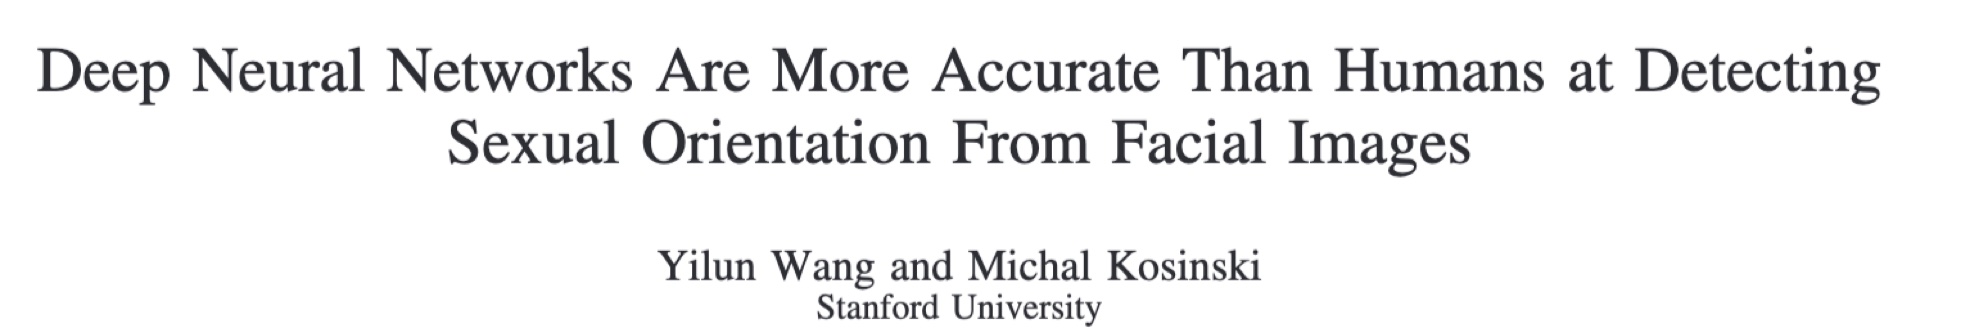 Deep Neural Networks Are More Accurate Than Humans at Detecting
Sexual Orientation From Facial Images
Yilun Wang and Michal Kosinski
Stanford University